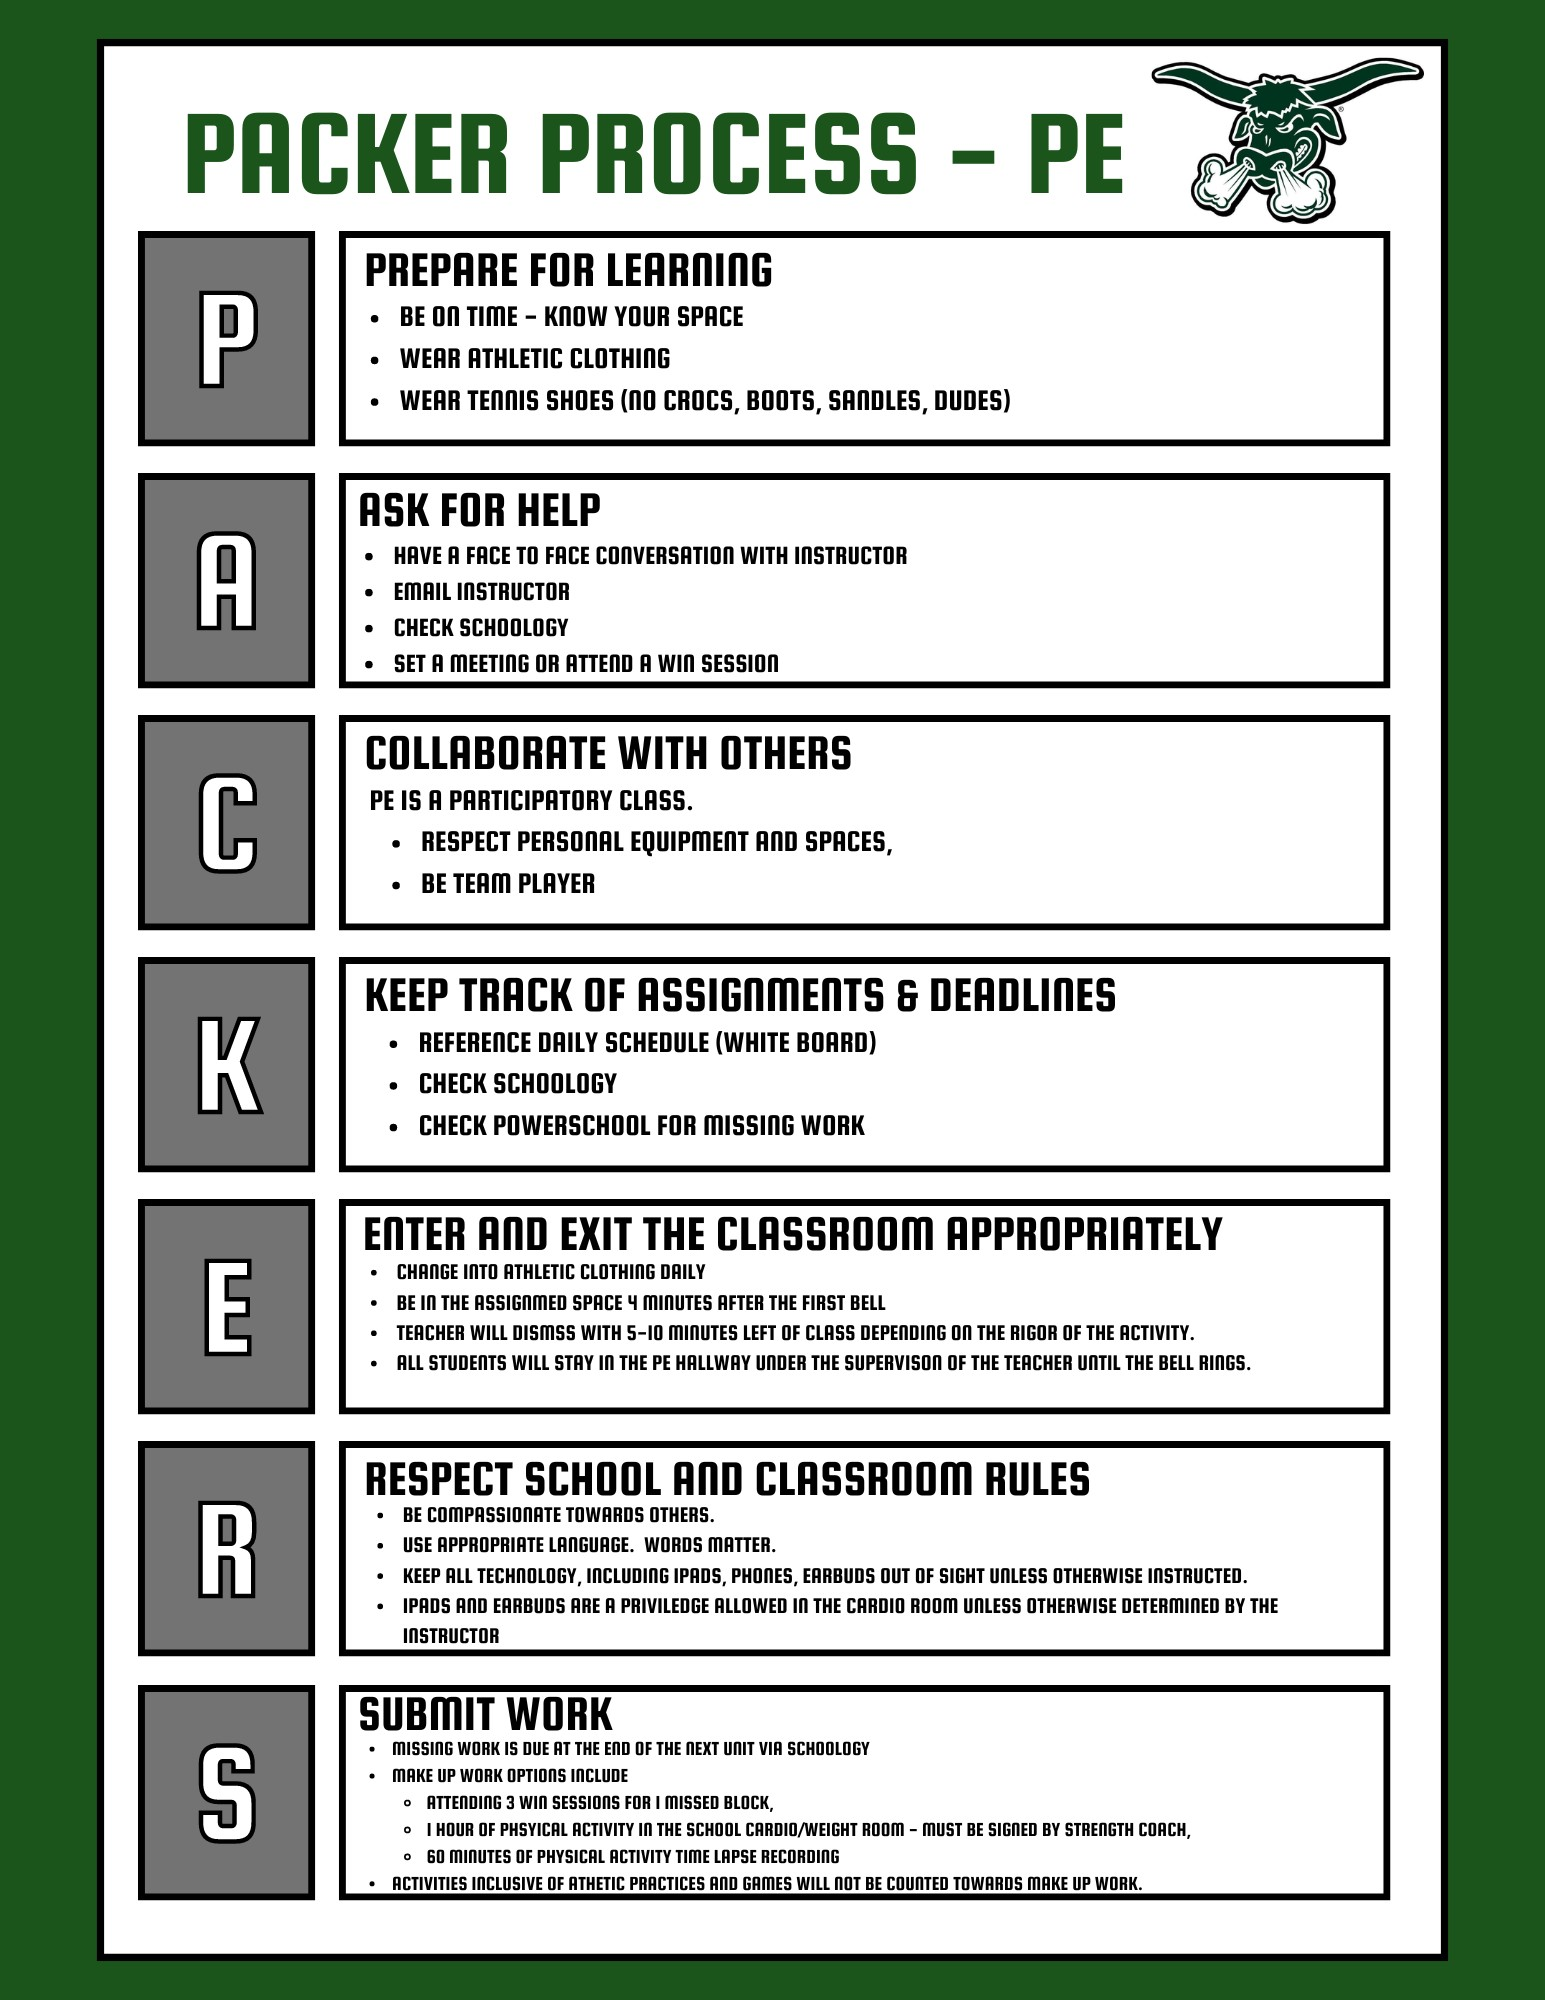 PACKER PROCESS - PE
®
P
PREPARE FOR LEARNING
• BE ON TIME - KNOW YOUR SPACE
• WEAR ATHLETIC CLOTHING
• WEAR TENNIS SHOES (NO CROCS, BOOTS, SANDLES, DUDES)
A
ASK FOR HELP
• HAVE A FACE TO FACE CONVERSATION WITH INSTRUCTOR
• EMAIL INSTRUCTOR
• CHECK SCHOOLOGY
• SET A MEETING OR ATTEND A WIN SESSION
C
COLLABORATE WITH OTHERS
PE IS A PARTICIPATORY CLASS.
• RESPECT PERSONAL EQUIPMENT AND SPACES,
• BE TEAM PLAYER
K
KEEP TRACK OF ASSIGNMENTS & DEADLINES
• REFERENCE DAILY SCHEDULE (WHITE BOARD)
• CHECK SCHOOLOGY
• CHECK POWERSCHOOL FOR MISSING WORK
E
ENTER AND EXIT THE CLASSROOM APPROPRIATELY
• CHANGE INTO ATHLETIC CLOTHING DAILY
• BE IN THE ASSIGNMED SPACE 4 MINUTES AFTER THE FIRST BELL
• TEACHER WILL DISMSS WITH 5-10 MINUTES LEFT OF CLASS DEPENDING ON THE RIGOR OF THE ACTIVITY.
• ALL STUDENTS WILL STAY IN THE PE HALLWAY UNDER THE SUPERVISON OF THE TEACHER UNTIL THE BELL RINGS.
R
RESPECT SCHOOL AND CLASSROOM RULES
• BE COMPASSIONATE TOWARDS OTHERS.
• USE APPROPRIATE LANGUAGE. WORDS MATTER.
• KEEP ALL TECHNOLOGY, INCLUDING IPADS, PHONES, EARBUDS OUT OF SIGHT UNLESS OTHERWISE INSTRUCTED.
• IPADS AND EARBUDS ARE A PRIVILEDGE ALLOWED IN THE CARDIO ROOM UNLESS OTHERWISE DETERMINED BY THE
INSTRUCTOR
S
SUBMIT WORK
• MISSING WORK IS DUE AT THE END OF THE NEXT UNIT VIA SCHOOLOGY
• MAKE UP WORK OPTIONS INCLUDE
◦ ATTENDING 3 WIN SESSIONS FOR 1 MISSED BLOCK,
◦ 1 HOUR OF PHSYICAL ACTIVITY IN THE SCHOOL CARDIO/WEIGHT ROOM - MUST BE SIGNED BY STRENGTH COACH,
◦ 60 MINUTES OF PHYSICAL ACTIVITY TIME LAPSE RECORDING
• ACTIVITIES INCLUSIVE OF ATHETIC PRACTICES AND GAMES WILL NOT BE COUNTED TOWARDS MAKE UP WORK.